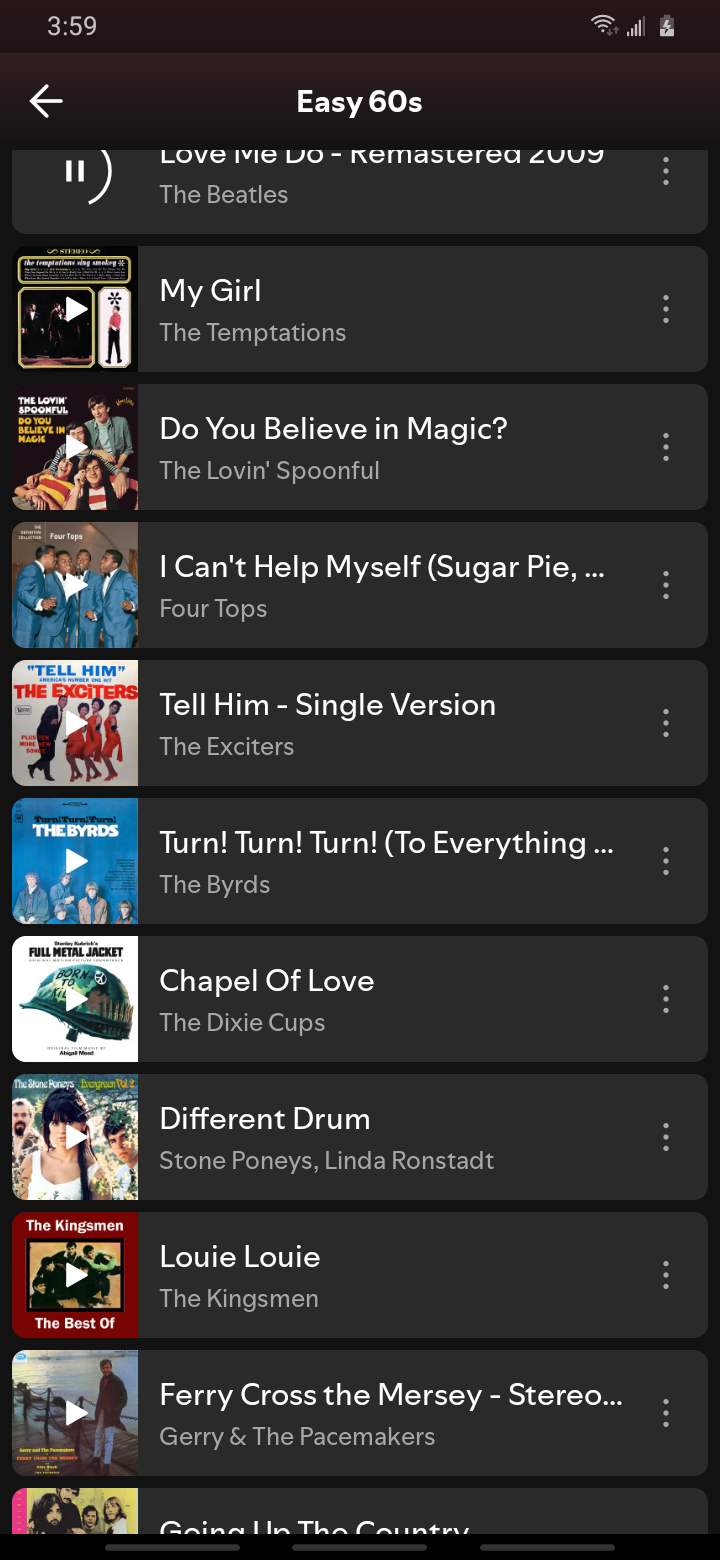 3:59
Easy 60s
Love Me Do - Remastered 2009
The Beatles
STEREO
the temptations sing smokey
My Girl
The Temptations
THE LOVIN'
SPOONFUL
DO YOU
BELIEVE IN
MAGIC
Do You Believe in Magic?
The Lovin' Spoonful
THE
DEFINITIVE
COLLECTION
Four Tops
I Can't Help Myself (Sugar Pie, ...
Four Tops
"TELL HIM"
AMERICA'S NUMBER ONE HIT
THE EXCITERS
PLUS TEN
MORE NEW
SONGS
Tell Him - Single Version
The Exciters
Turn! Turn! Turn!
THE BYRDS
Turn! Turn! Turn! (To Everything ...
The Byrds
Stanley Kubrick's
FULL METAL JACKET
ORIGINAL MOTION PICTURE SOUNDTRACK
BORN
TO
KILL
ORIGINAL FILM MUSIC BY
Abigail Mead
Chapel Of Love
The Dixie Cups
The Stone Poneys Evergreen Vol. 2
Different Drum
Stone Poneys, Linda Ronstadt
The Kingsmen
The Best Of
Louie Louie
The Kingsmen
Gerry and The Pacemakers
FERRY CROSS THE MERSEY
Ferry Cross the Mersey - Stereo...
Gerry & The Pacemakers
Going Up The Country